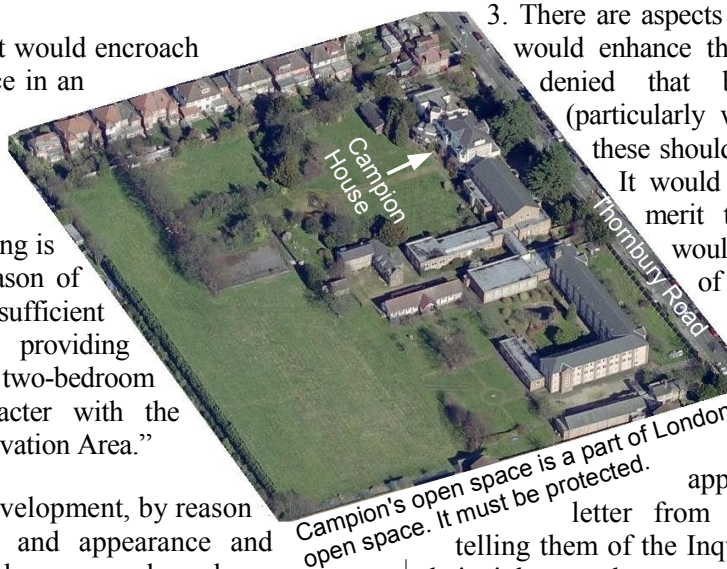 t would encroach
ce in an
ng is
ason of
sufficient
providing
two-bedroom
acter with the
vation Area.”
velopment, by reason
and appearance and
Campion
House
Thornbury Road
Campion's open space is a part of London
open space. It must be protected.
3. There are aspects
would enhance th
denied that b
(particularly w
these should
It would
merit t
woul
of
app
letter from
telling them of the Inq